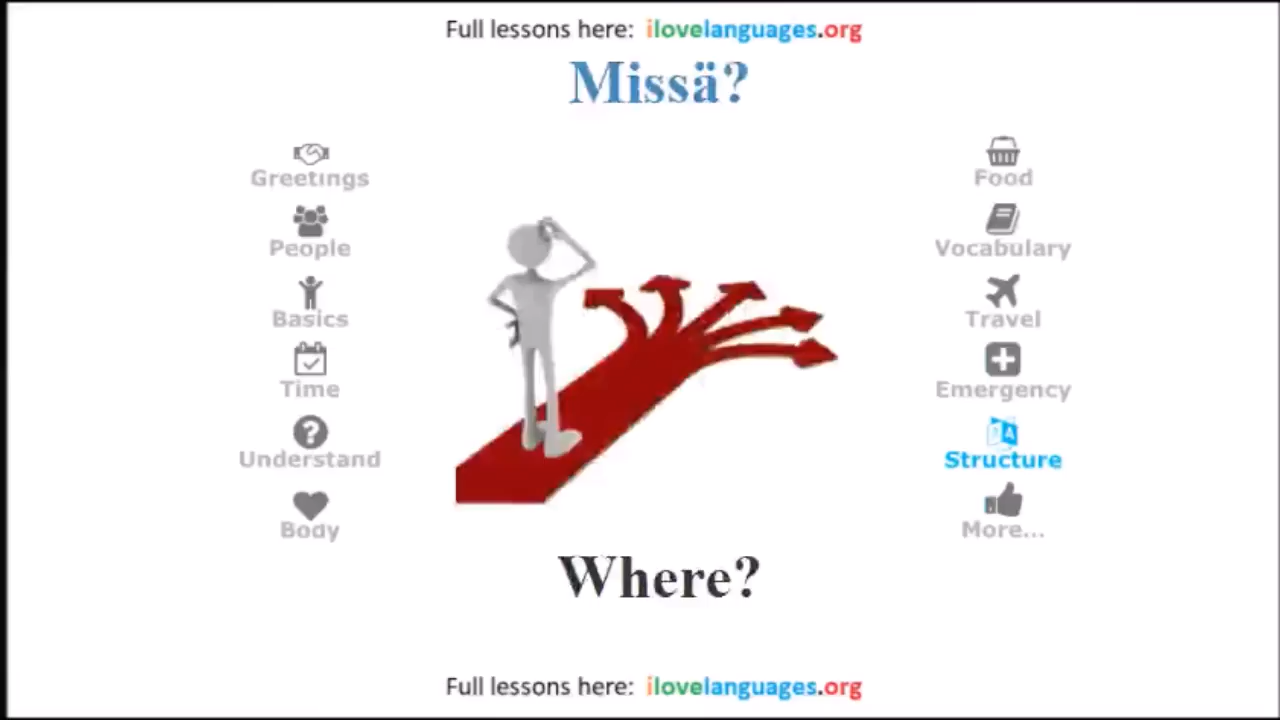 Full lessons here: ilovelanguages.org
Missä?
Greetings
People
Basics
Time
Understand
Body
Food
Vocabulary
Travel
Emergency
Structure
More...
Where?
Full lessons here: ilovelanguages.org